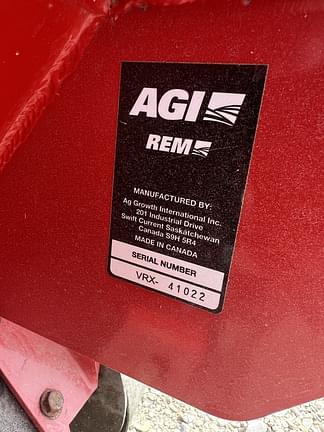 AGI
REM
MANUFACTURED BY:
Ag Growth International Inc.
201 Industrial Drive
Swift Current Saskatchewan
Canada S9H 5R4
MADE IN CANADA
SERIAL NUMBER
VRX- 41022